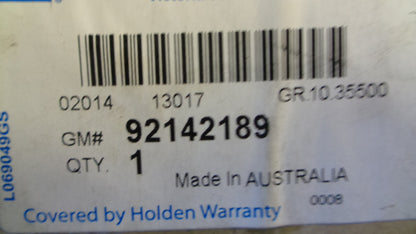 02014 13017 GR.10.35500
GM# 92142189
QTY. 1
Made In AUSTRALIA
0008
Covered by Holden Warranty
L069049GS